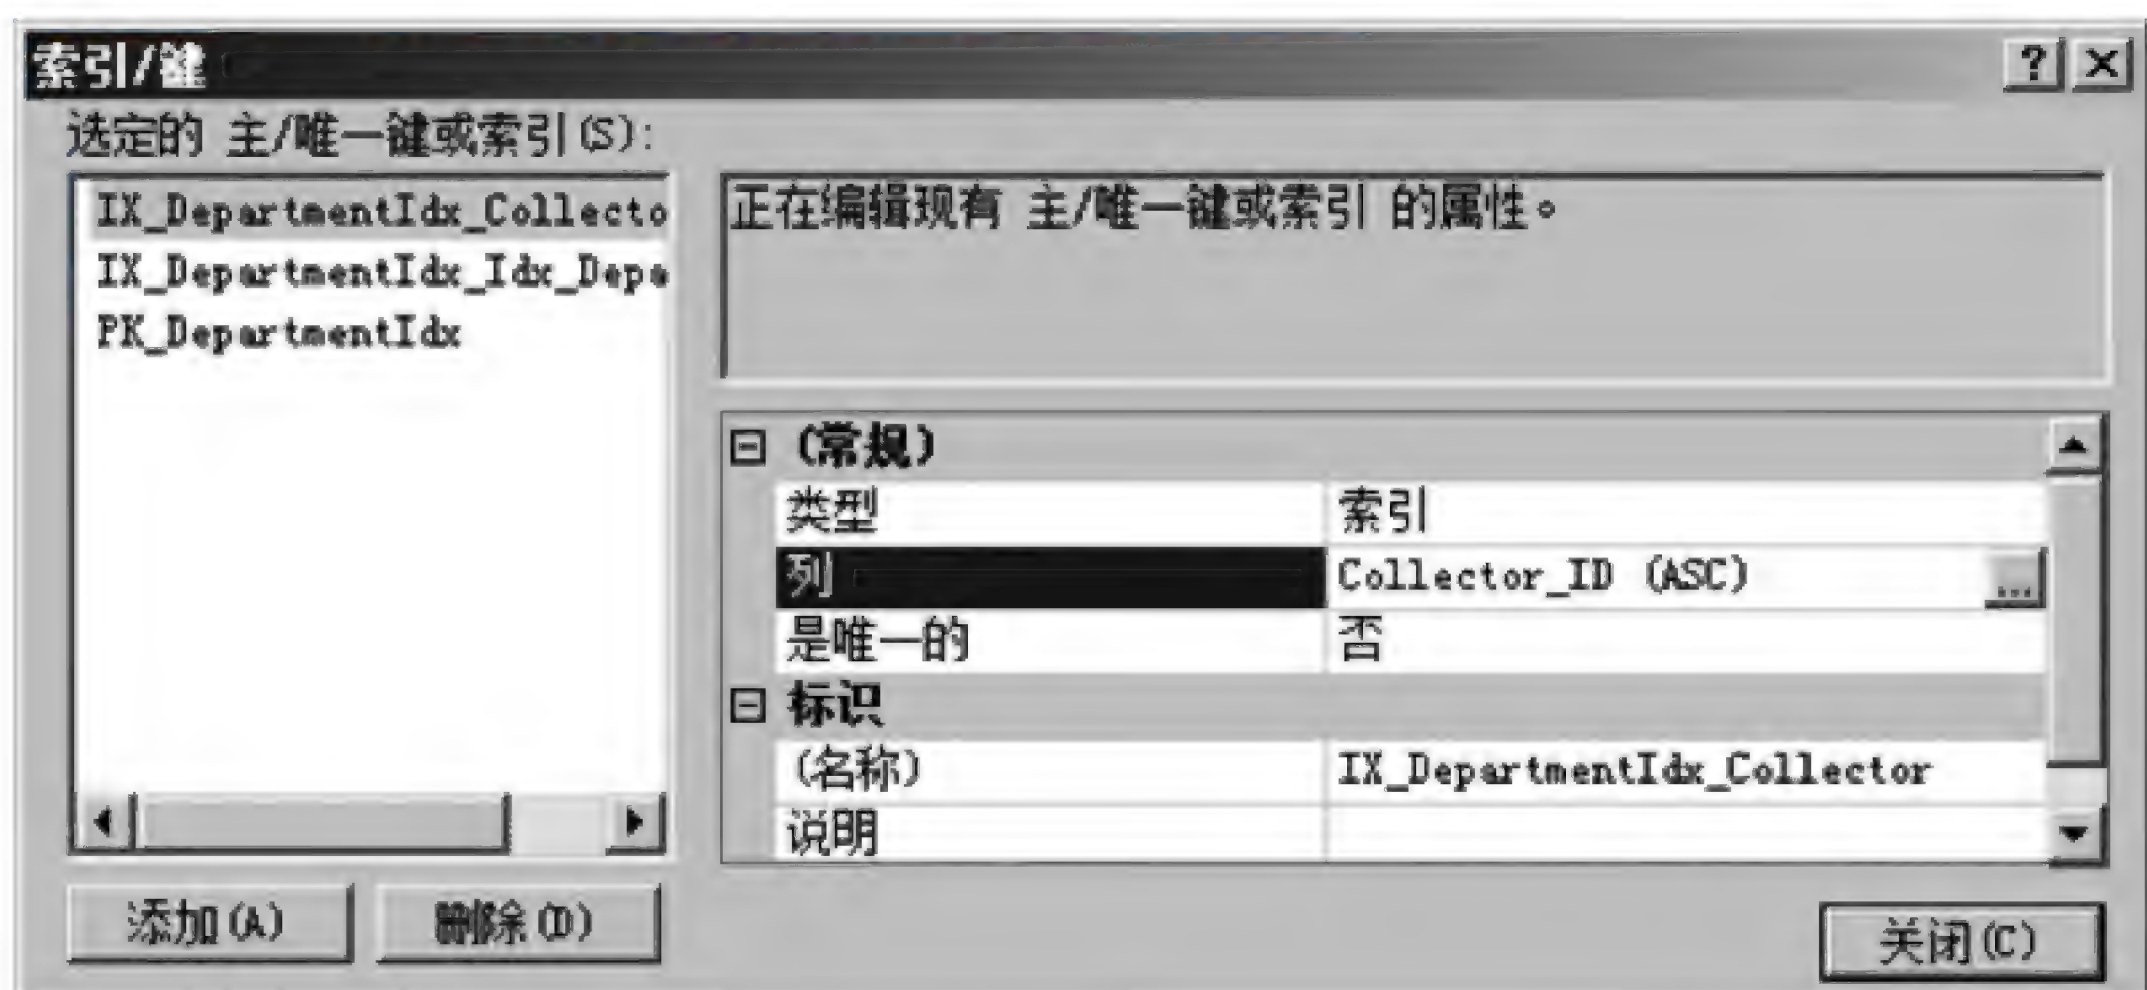 索引/键
选定的 主/唯一键或索引(S):
IX_DepartmentIdx_Collecto
IX_DepartmentIdx_Idx_Depa
PK_DepartmentIdx
添加(A)
删除(D)
正在编辑现有 主/唯一键或索引 的属性。
(常规)
类型 索引
列 Collector_ID (ASC) ...
是唯一的 否
标识
(名称) IX_DepartmentIdx_Collector
说明
关闭(C)